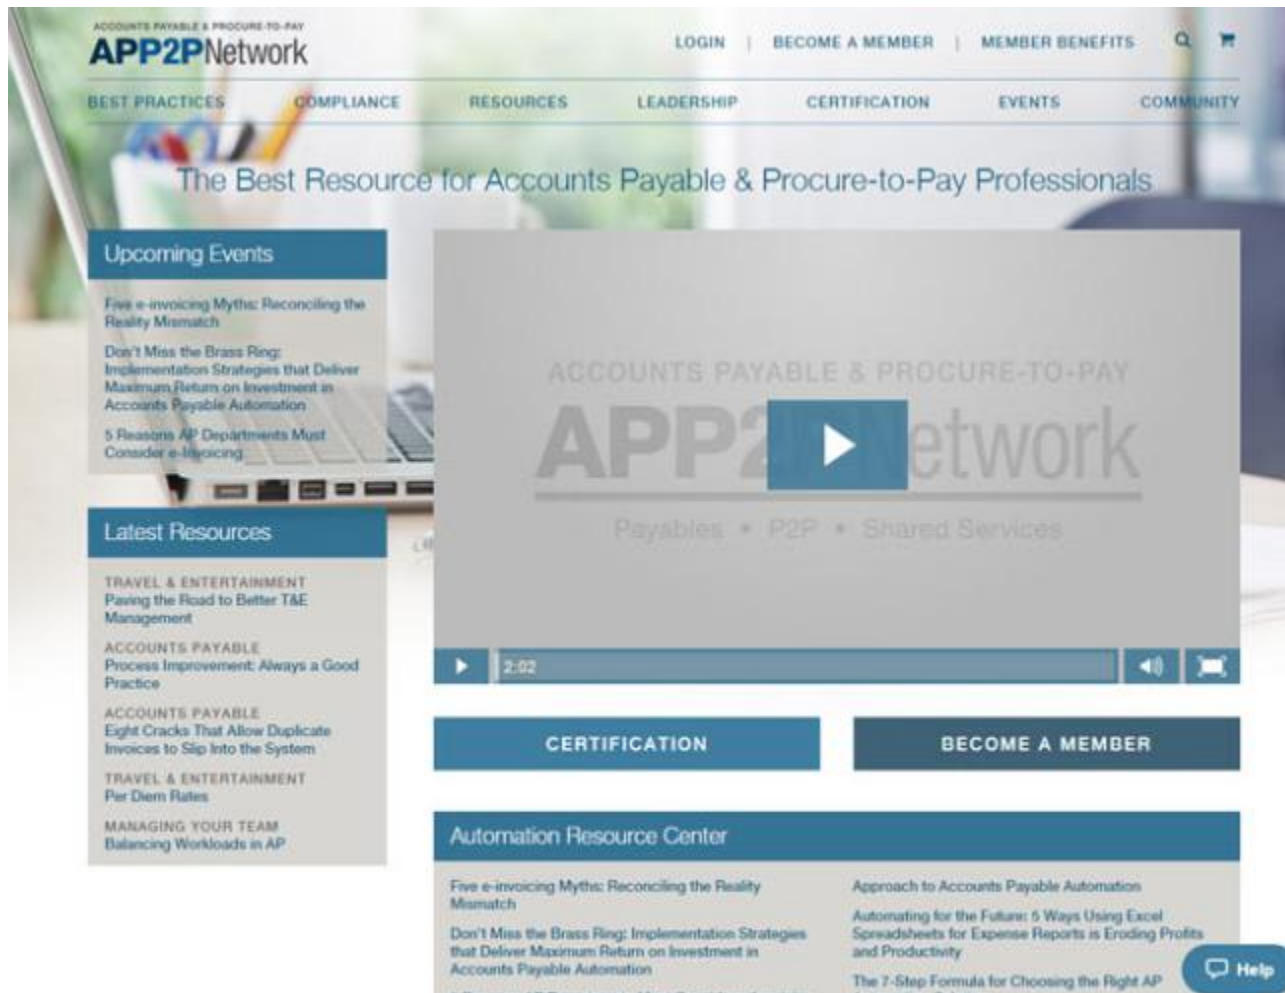 ACCOUNTS PAYABLE & PROCURE-TO-PAY
APP2PNetwork
LOGIN | BECOME A MEMBER | MEMBER BENEFITS
BEST PRACTICES COMPLIANCE RESOURCES LEADERSHIP CERTIFICATION EVENTS COMMUNITY
The Best Resource for Accounts Payable & Procure-to-Pay Professionals
Upcoming Events
Five e-invoicing Myths: Reconciling the
Reality Mismatch
Don't Miss the Brass Ring:
Implementation Strategies that Deliver
Maximum Return on Investment in
Accounts Payable Automation
5 Reasons AP Departments Must
Consider e-Invoicing
Latest Resources
TRAVEL & ENTERTAINMENT
Paving the Road to Better T&E
Management
ACCOUNTS PAYABLE
Process Improvement: Always a Good
Practice
ACCOUNTS PAYABLE
Eight Cracks That Allow Duplicate
Invoices to Slip Into the System
TRAVEL & ENTERTAINMENT
Per Diem Rates
MANAGING YOUR TEAM
Balancing Workloads in AP
ACCOUNTS PAYABLE & PROCURE-TO-PAY
APP2PNetwork
Payables • P2P • Shared Services
2:02
CERTIFICATION
BECOME A MEMBER
Automation Resource Center
Five e-invoicing Myths: Reconciling the Reality
Mismatch
Don't Miss the Brass Ring: Implementation Strategies
that Deliver Maximum Return on Investment in
Accounts Payable Automation
Approach to Accounts Payable Automation
Automating for the Future: 5 Ways Using Excel
Spreadsheets for Expense Reports is Eroding Profits
and Productivity
The 7-Step Formula for Choosing the Right AP
Help